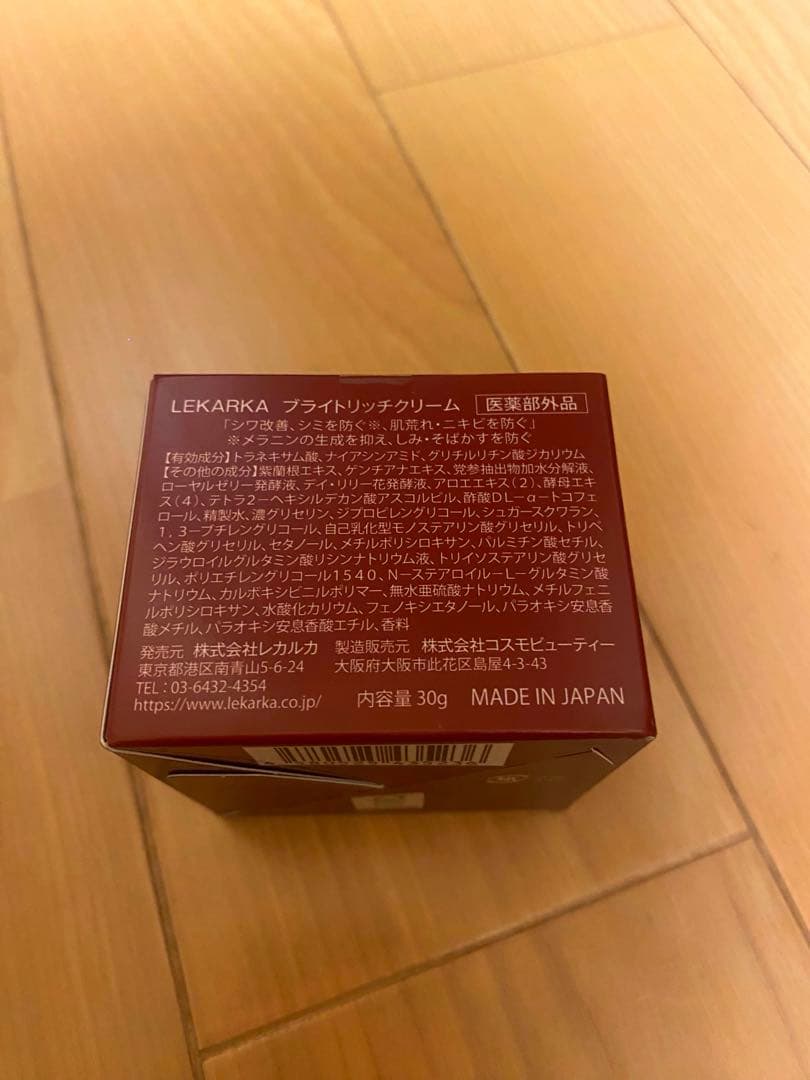 LEKARKA ブライトリッチクリーム 医薬部外品
「シワ改善、シミを防ぐ※、肌荒れ・ニキビを防ぐ」
※メラニンの生成を抑え、しみ・そばかすを防ぐ
【有効成分】トラネキサム酸、ナイアシンアミド、グリチルリチン酸ジカリウム
【その他の成分】紫蘭根エキス、ゲンチアナエキス、党参抽出物加水分解液、
ローヤルゼリー発酵液、デイ・リリー花発酵液、アロエエキス(2)、酵母エキ
ス(4)、テトラ2-ヘキシルデカン酸アスコルビル、酢酸DL-α-トコフェ
ロール、精製水、濃グリセリン、ジプロピレングリコール、シュガースクワラン、
1,3-ブチレングリコール、自己乳化型モノステアリン酸グリセリル、トリベ
ヘン酸グリセリル、セタノール、メチルポリシロキサン、パルミチン酸セチル、
ジラウロイルグルタミン酸リシンナトリウム液、トリイソステアリン酸グリセ
リル、ポリエチレングリコール1540、N-ステアロイル-L-グルタミン酸
ナトリウム、カルボキシビニルポリマー、無水亜硫酸ナトリウム、メチルフェニ
ルポリシロキサン、水酸化カリウム、フェノキシエタノール、パラオキシ安息香
酸メチル、パラオキシ安息香酸エチル、香料
発売元 株式会社レカルカ 製造販売元 株式会社コスモビューティー
東京都港区南青山5-6-24 大阪府大阪市此花区島屋4-3-43
TEL:03-6432-4354
https://www.lekarka.co.jp/ 内容量 30g MADE IN JAPAN